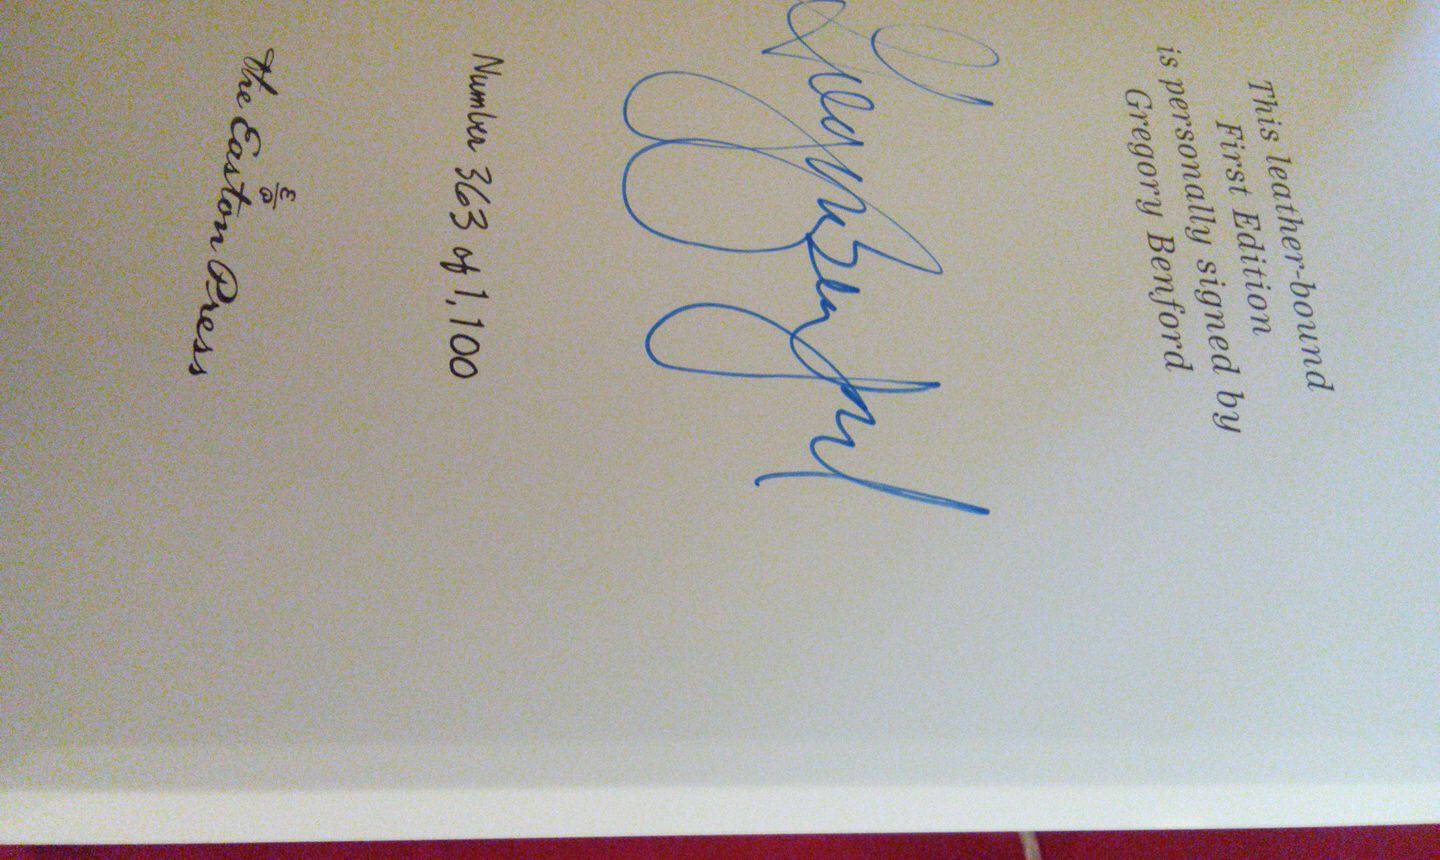 This leather-bound
First Edition
is personally signed by
Gregory Benford
Gregory Benford
Number 363 of 1,100
The Easton Press